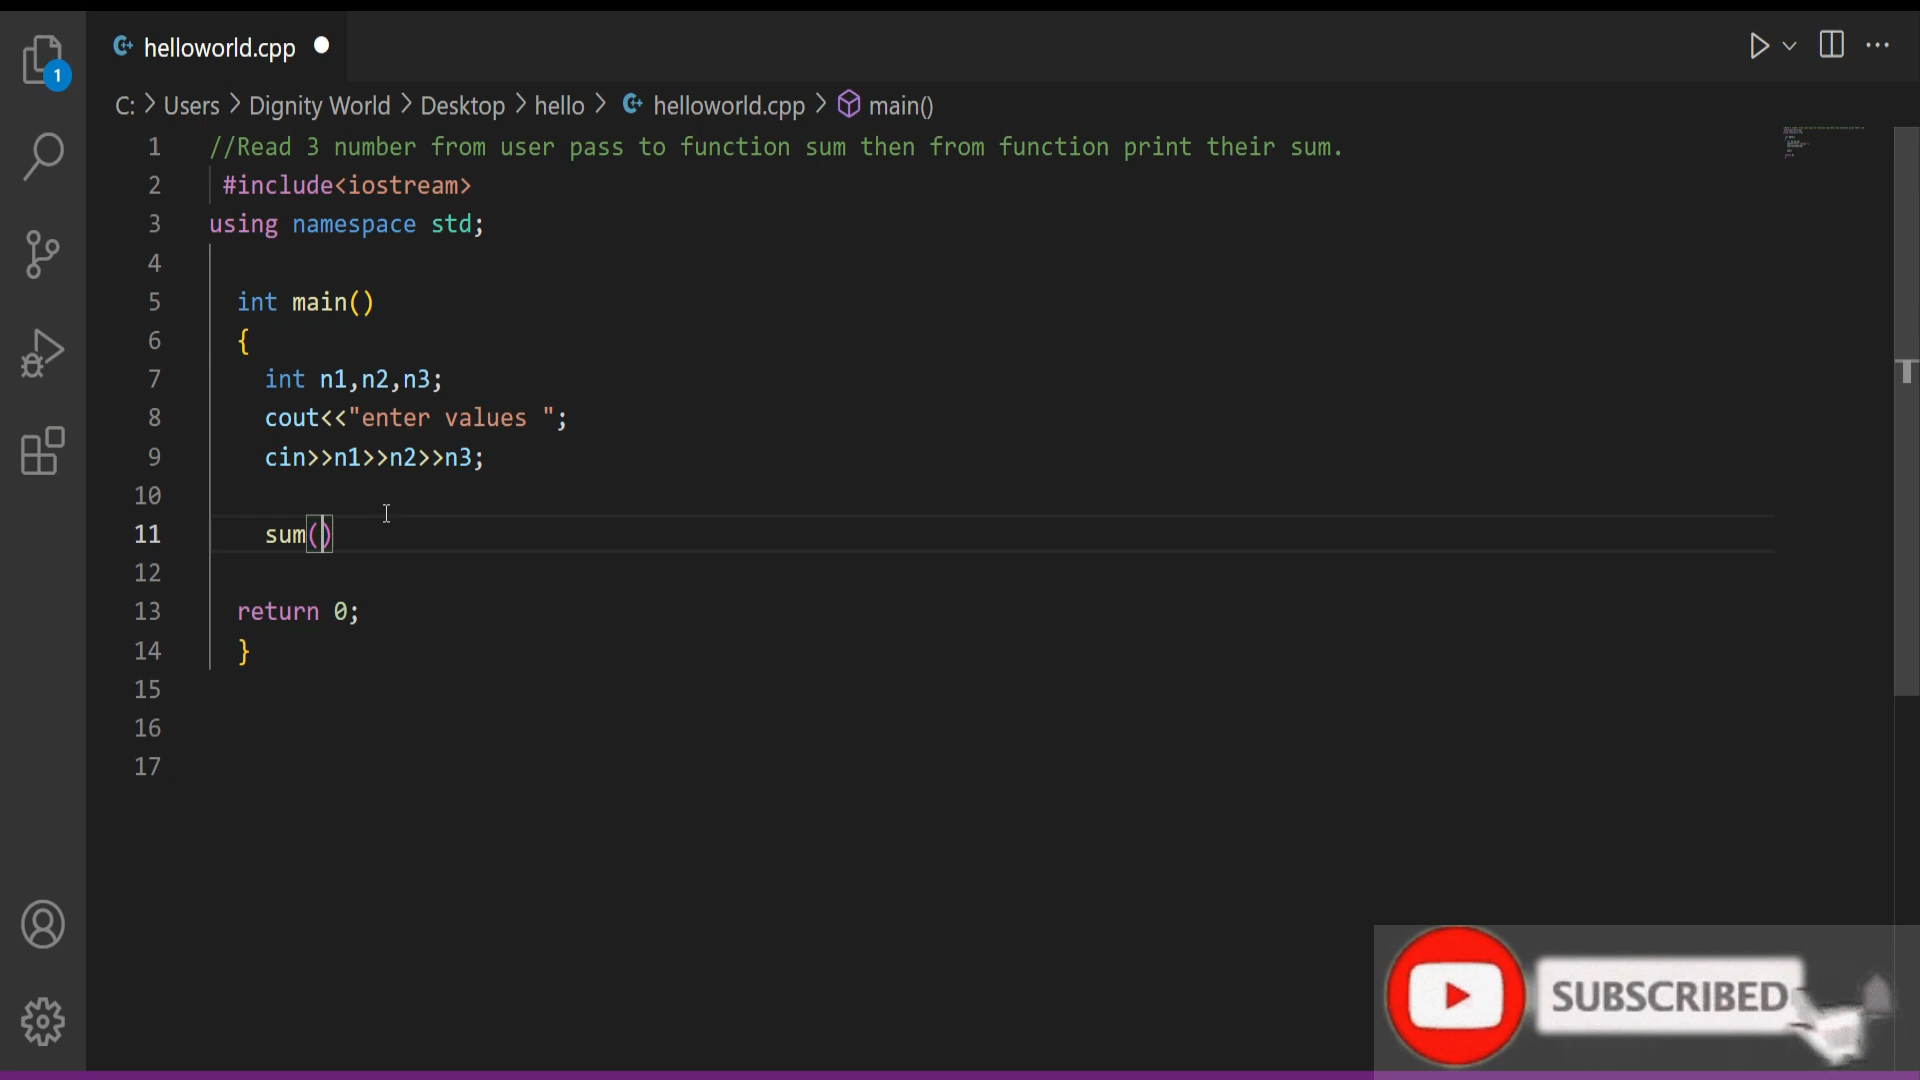 helloworld.cpp
1
C: > Users > Dignity World > Desktop > hello > helloworld.cpp > main()
1 //Read 3 number from user pass to function sum then from function print their sum.
2 #include<iostream>
3 using namespace std;
4
5 int main()
6 {
7 int n1,n2,n3;
8 cout<<"enter values ";
9 cin>>n1>>n2>>n3;
10
11 sum()
12
13 return 0;
14 }
15
16
17
SUBSCRIBED